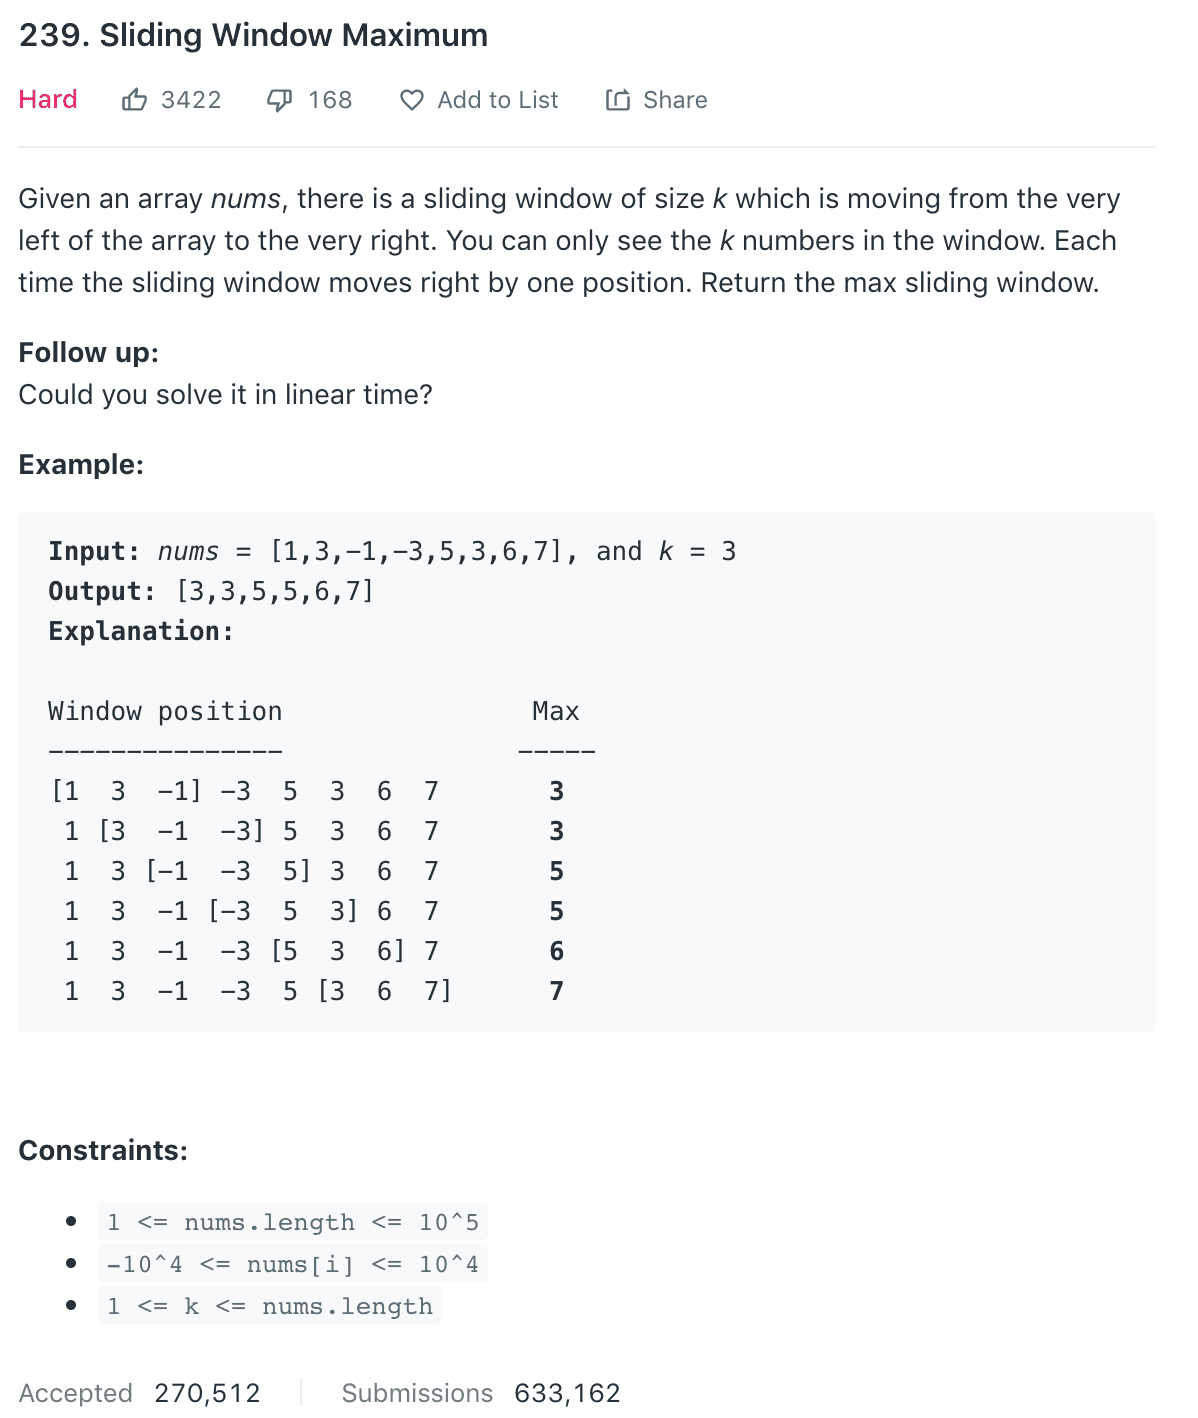 239. Sliding Window Maximum
Hard 3422 168 Add to List Share
Given an array nums, there is a sliding window of size k which is moving from the very
left of the array to the very right. You can only see the k numbers in the window. Each
time the sliding window moves right by one position. Return the max sliding window.
Follow up:
Could you solve it in linear time?
Example:
Input: nums = [1,3,-1,-3,5,3,6,7], and k = 3
Output: [3,3,5,5,6,7]
Explanation:
Window position                Max
---------------               -----
[1  3  -1] -3  5  3  6  7       3
 1 [3  -1  -3] 5  3  6  7       3
 1  3 [-1  -3  5] 3  6  7       5
 1  3  -1 [-3  5  3] 6  7       5
 1  3  -1  -3 [5  3  6] 7       6
 1  3  -1  -3  5 [3  6  7]      7
Constraints:
• 1 <= nums.length <= 10^5
• -10^4 <= nums[i] <= 10^4
• 1 <= k <= nums.length
Accepted 270,512 Submissions 633,162